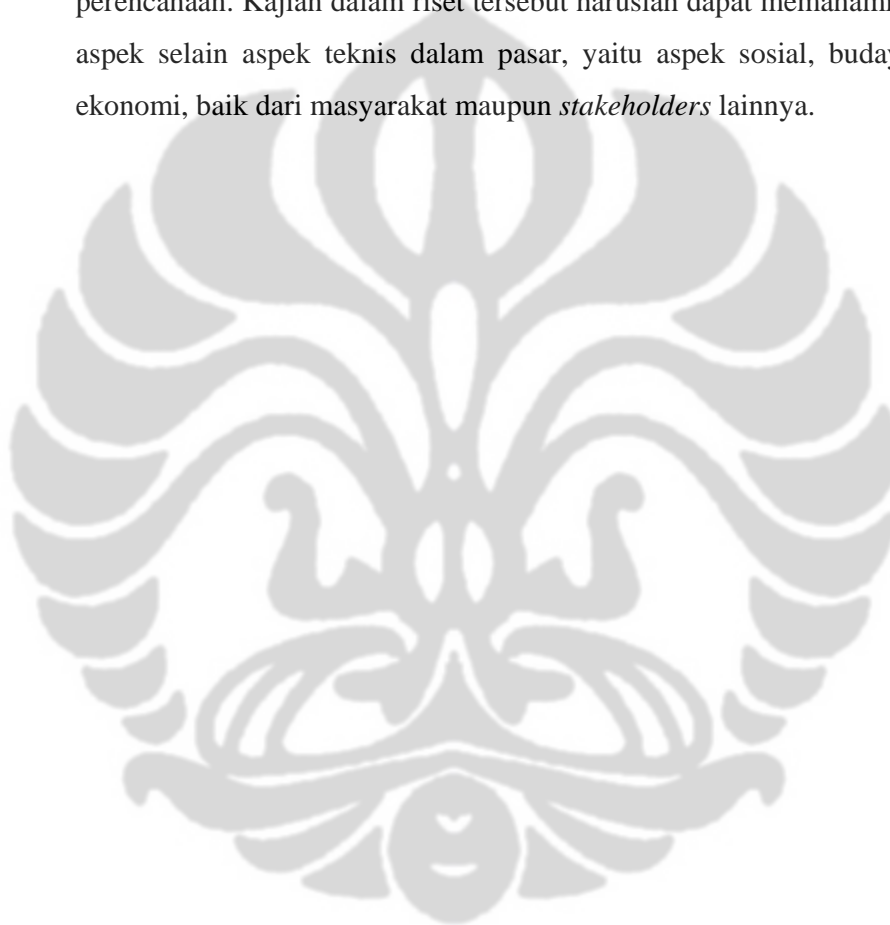 perencanaan. Kajian dalam riset tersebut haruslah dapat memahami
aspek selain aspek teknis dalam pasar, yaitu aspek sosial,
ekonomi, baik dari masyarakat maupun stakeholders lainnya.